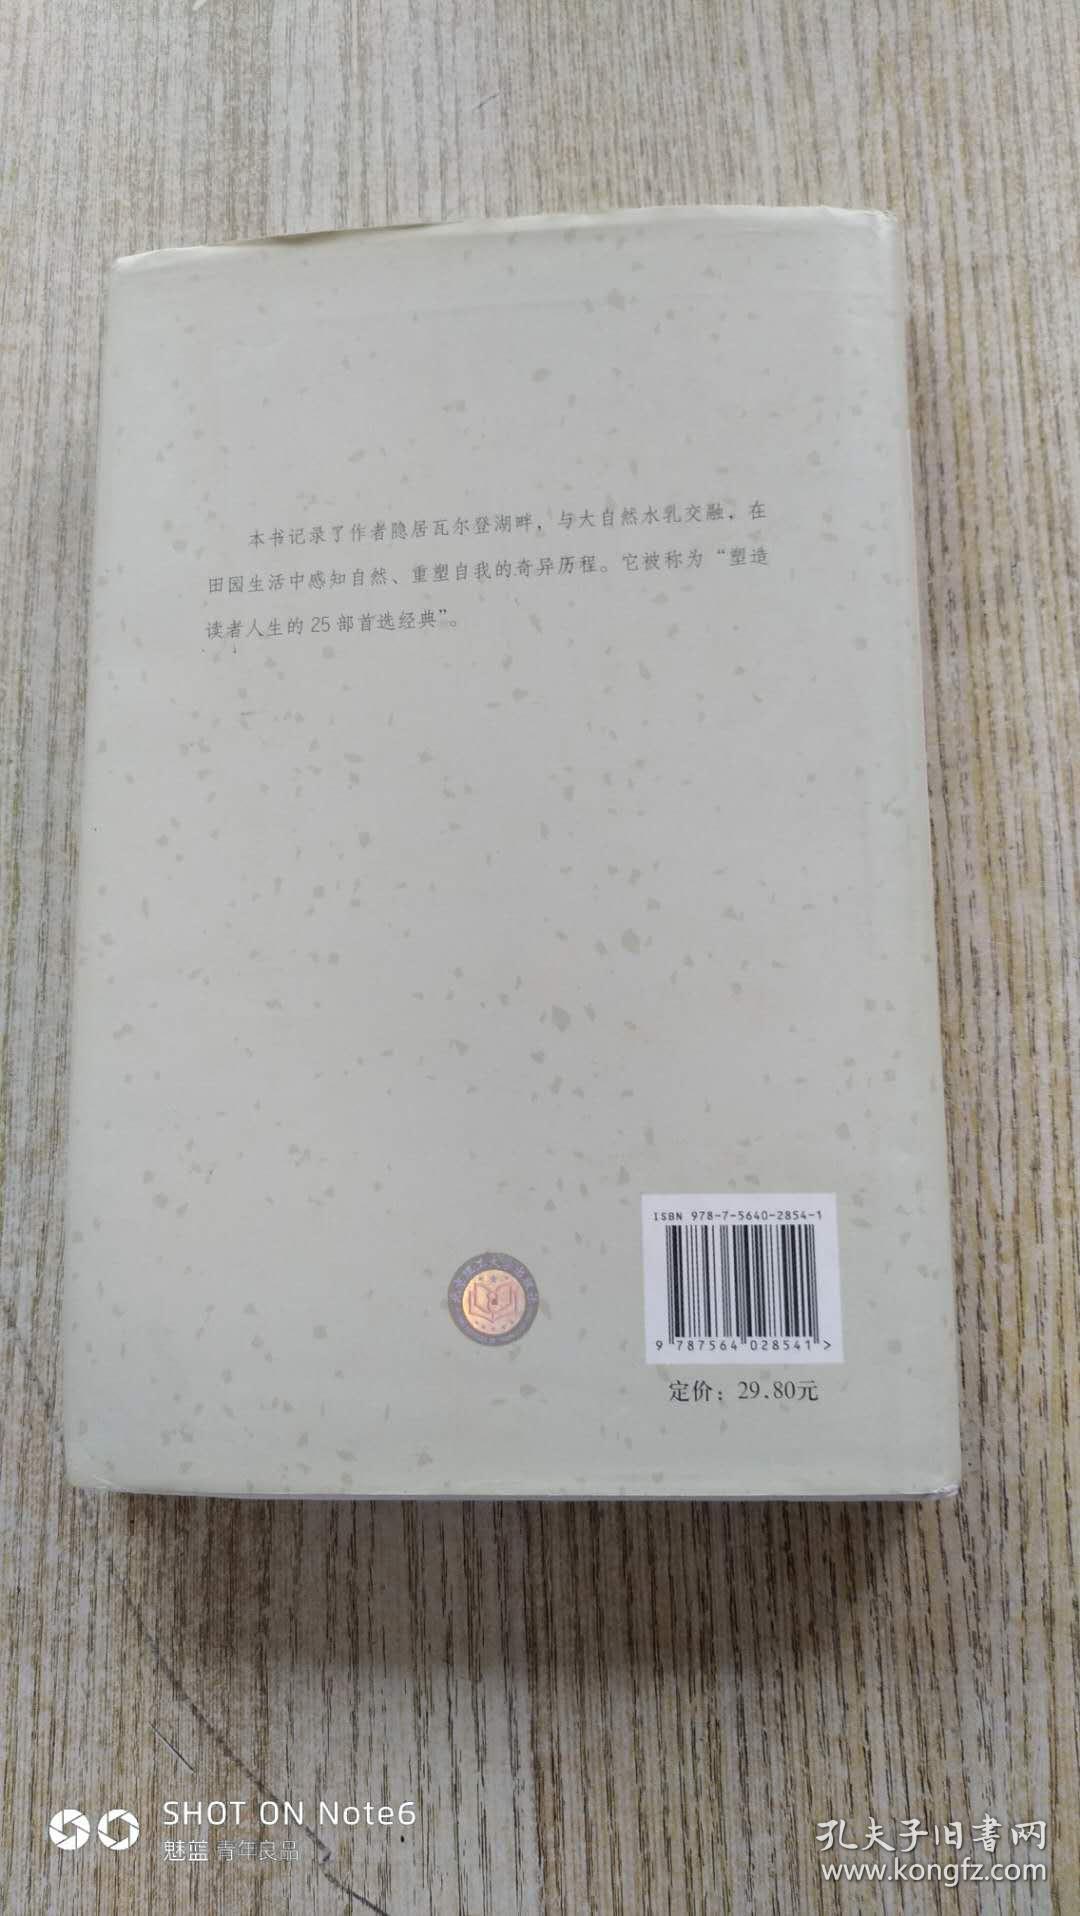 本书记录了作者隐居瓦尔登湖畔，与大自然水乳交融，在
田园生活中感知自然、重塑自我的奇异历程。它被称为“塑造
读者人生的25部首选经典”。
ISBN 978-7-5640-2854-1
9 787564 028541 >
定价：29.80元
SHOT ON Note6
魅蓝 青年良品
孔夫子旧书网
www.kongfz.com